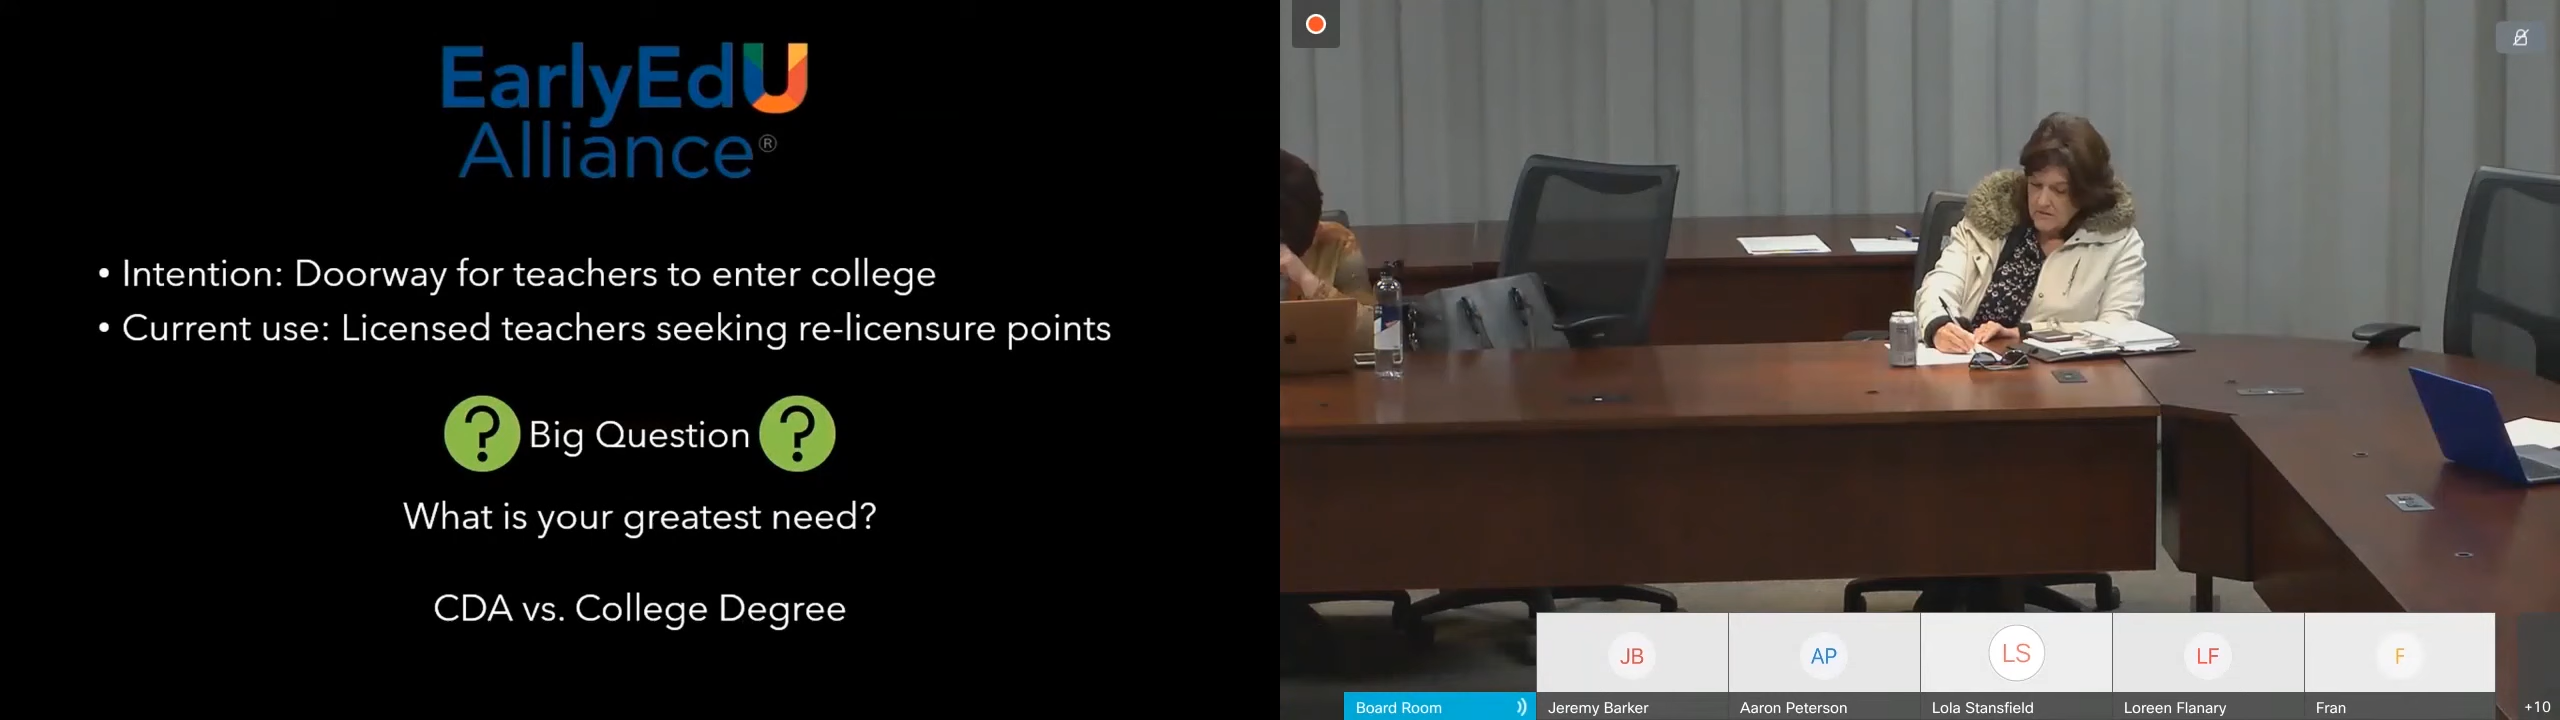 EarlyEdU
Alliance®
• Intention: Doorway for teachers to enter college
• Current use: Licensed teachers seeking re-licensure points
? Big Question ?
What is your greatest need?
CDA vs. College Degree
JB
AP
LS
LF
F
Board Room
Jeremy Barker
Aaron Peterson
Lola Stansfield
Loreen Flanary
Fran
+10